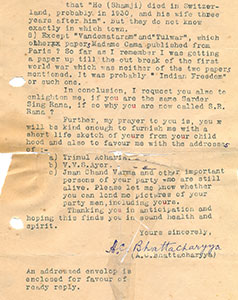 that "He (Shamji) died in Switzer-
land, probably in 1930, and his wife three
years after him", but they do not know
exactly in which town.
3) Except "Vandemataram" and "Tulwar", which
other papers Madame Cama published from
Paris? So far as I remember I was getting
a paper up till the out break of the first
world war which was neither of the two papers
mentioned. It was probably "Indian Freedom"
or such one.
In conclusion, I request you also to
enlighten me, if you are the same Sardar
Sing Rana, if so why you are now called S.R.
Rana ?
Further, my prayer to you is, you
will be kind enough to furnish me with a
short life sketch of yours from your child
hood and also to favour me with the addresses
of :-
a) Trimul Acharia
b) V.V.S. Ayer.
c) Jnan Chand Varma and other important
persons of your party who are still
alive. Please let me know whether
you can lend me pictures of your
party men, including yours.
Thanking you in anticipation and
hoping this finds you in sound health and
spirit.
Yours sincerely,
A.C. Bhattacharyya
(A.C. Bhattacharyya)
An addressed envelop is
enclosed for favour of
ready reply.